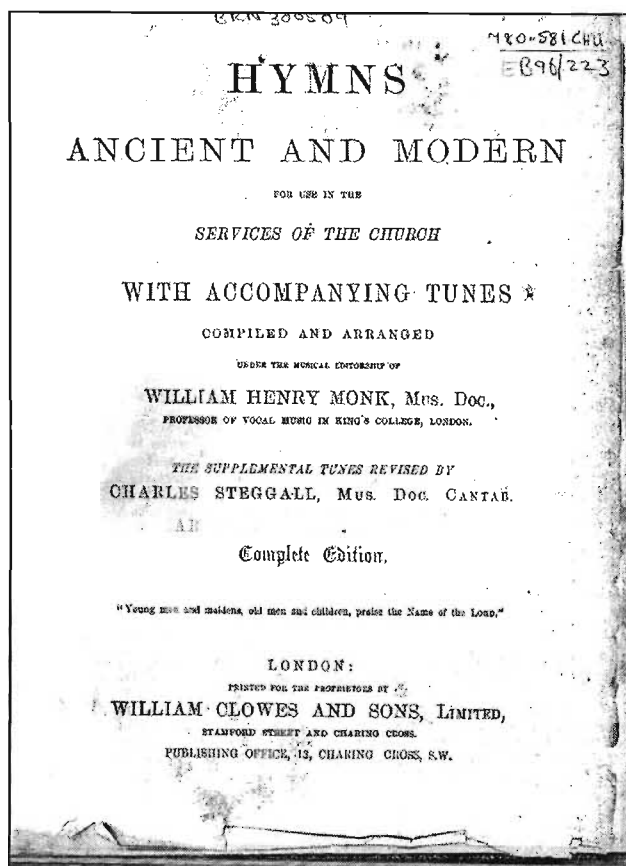 BRN 300504
780.581 CHU
EB96/223
HYMNS
ANCIENT AND MODERN
FOR USE IN THE
SERVICES OF THE CHURCH
WITH ACCOMPANYING TUNES
COMPILED AND ARRANGED
UNDER THE MUSICAL EDITORSHIP OF
WILLIAM HENRY MONK, MUS. DOC.,
PROFESSOR OF VOCAL MUSIC IN KING'S COLLEGE, LONDON.
THE SUPPLEMENTAL TUNES REVISED BY
CHARLES STEGGALL, MUS. DOC. CANTAB.
Complete Edition.
"Young men and maidens, old men and children, praise the Name of the LORD."
LONDON:
PRINTED FOR THE PROPRIETORS BY
WILLIAM CLOWES AND SONS, LIMITED,
STAMFORD STREET AND CHARING CROSS.
PUBLISHING OFFICE, 13, CHARING CROSS, S.W.